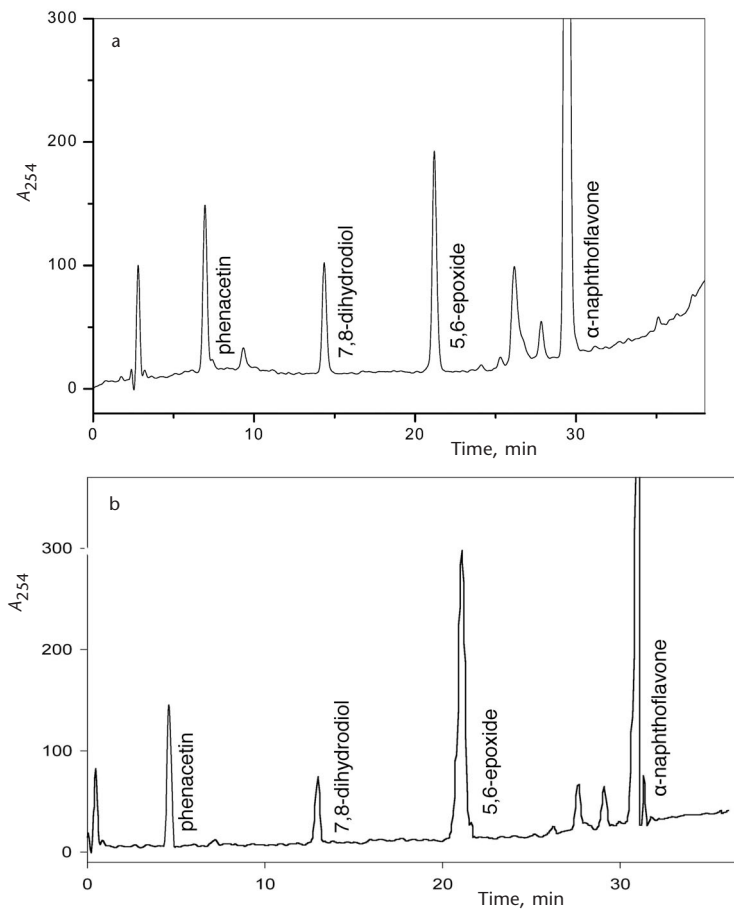 a
300
200
100
0
A254
phenacetin
7,8-dihydrodiol
5,6-epoxide
α-naphthoflavone
0
10
20
30
Time, min
b
300
200
100
0
A254
phenacetin
7,8-dihydrodiol
5,6-epoxide
α-naphthoflavone
0
10
20
30
Time, min